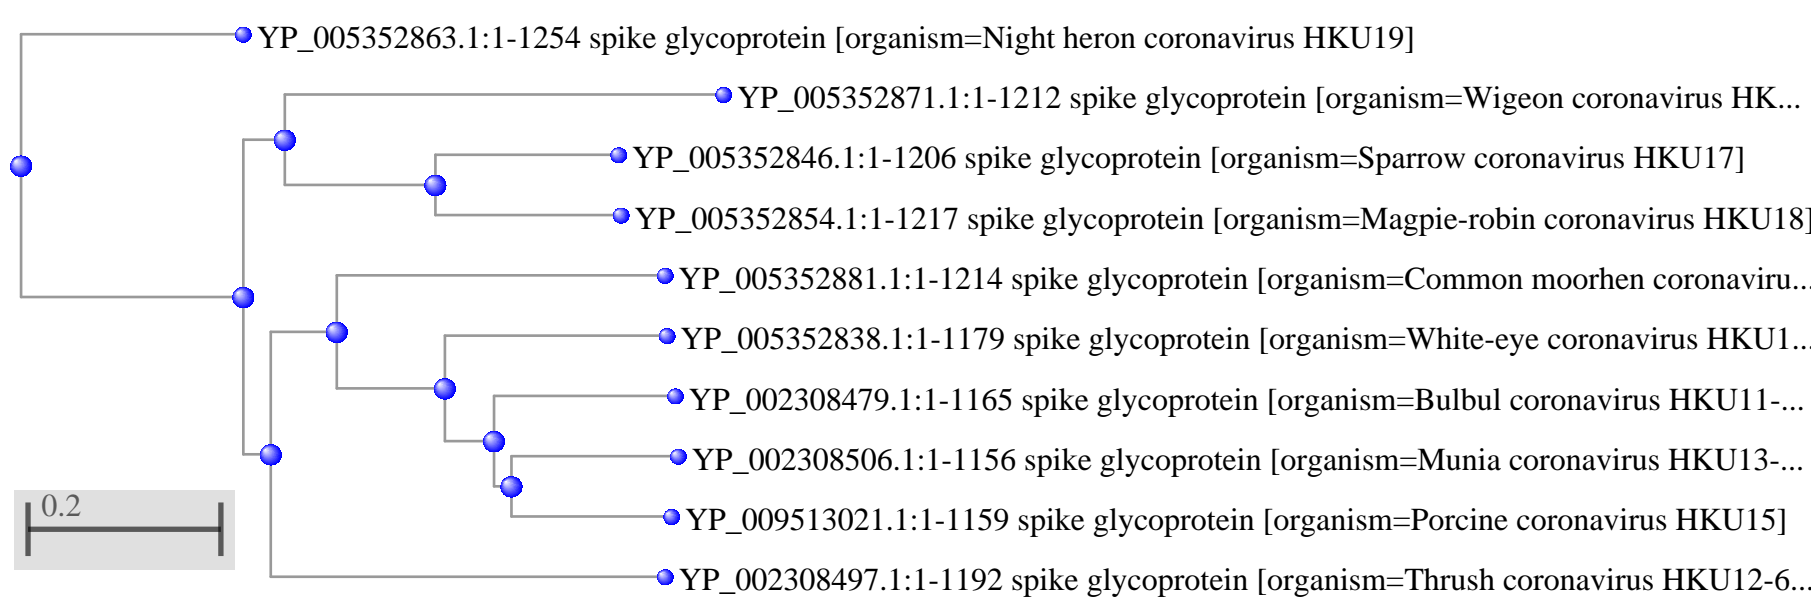 YP_005352863.1:1-1254 spike glycoprotein [organism=Night heron coronavirus HKU19]
YP_005352871.1:1-1212 spike glycoprotein [organism=Wigeon coronavirus HK...
YP_005352846.1:1-1206 spike glycoprotein [organism=Sparrow coronavirus HKU17]
YP_005352854.1:1-1217 spike glycoprotein [organism=Magpie-robin coronavirus HKU18]
YP_005352881.1:1-1214 spike glycoprotein [organism=Common moorhen coronaviru...
YP_005352838.1:1-1179 spike glycoprotein [organism=White-eye coronavirus HKU1...
YP_002308479.1:1-1165 spike glycoprotein [organism=Bulbul coronavirus HKU11-...
YP_002308506.1:1-1156 spike glycoprotein [organism=Munia coronavirus HKU13-...
0.2
YP_009513021.1:1-1159 spike glycoprotein [organism=Porcine coronavirus HKU15]
YP_002308497.1:1-1192 spike glycoprotein [organism=Thrush coronavirus HKU12-6...